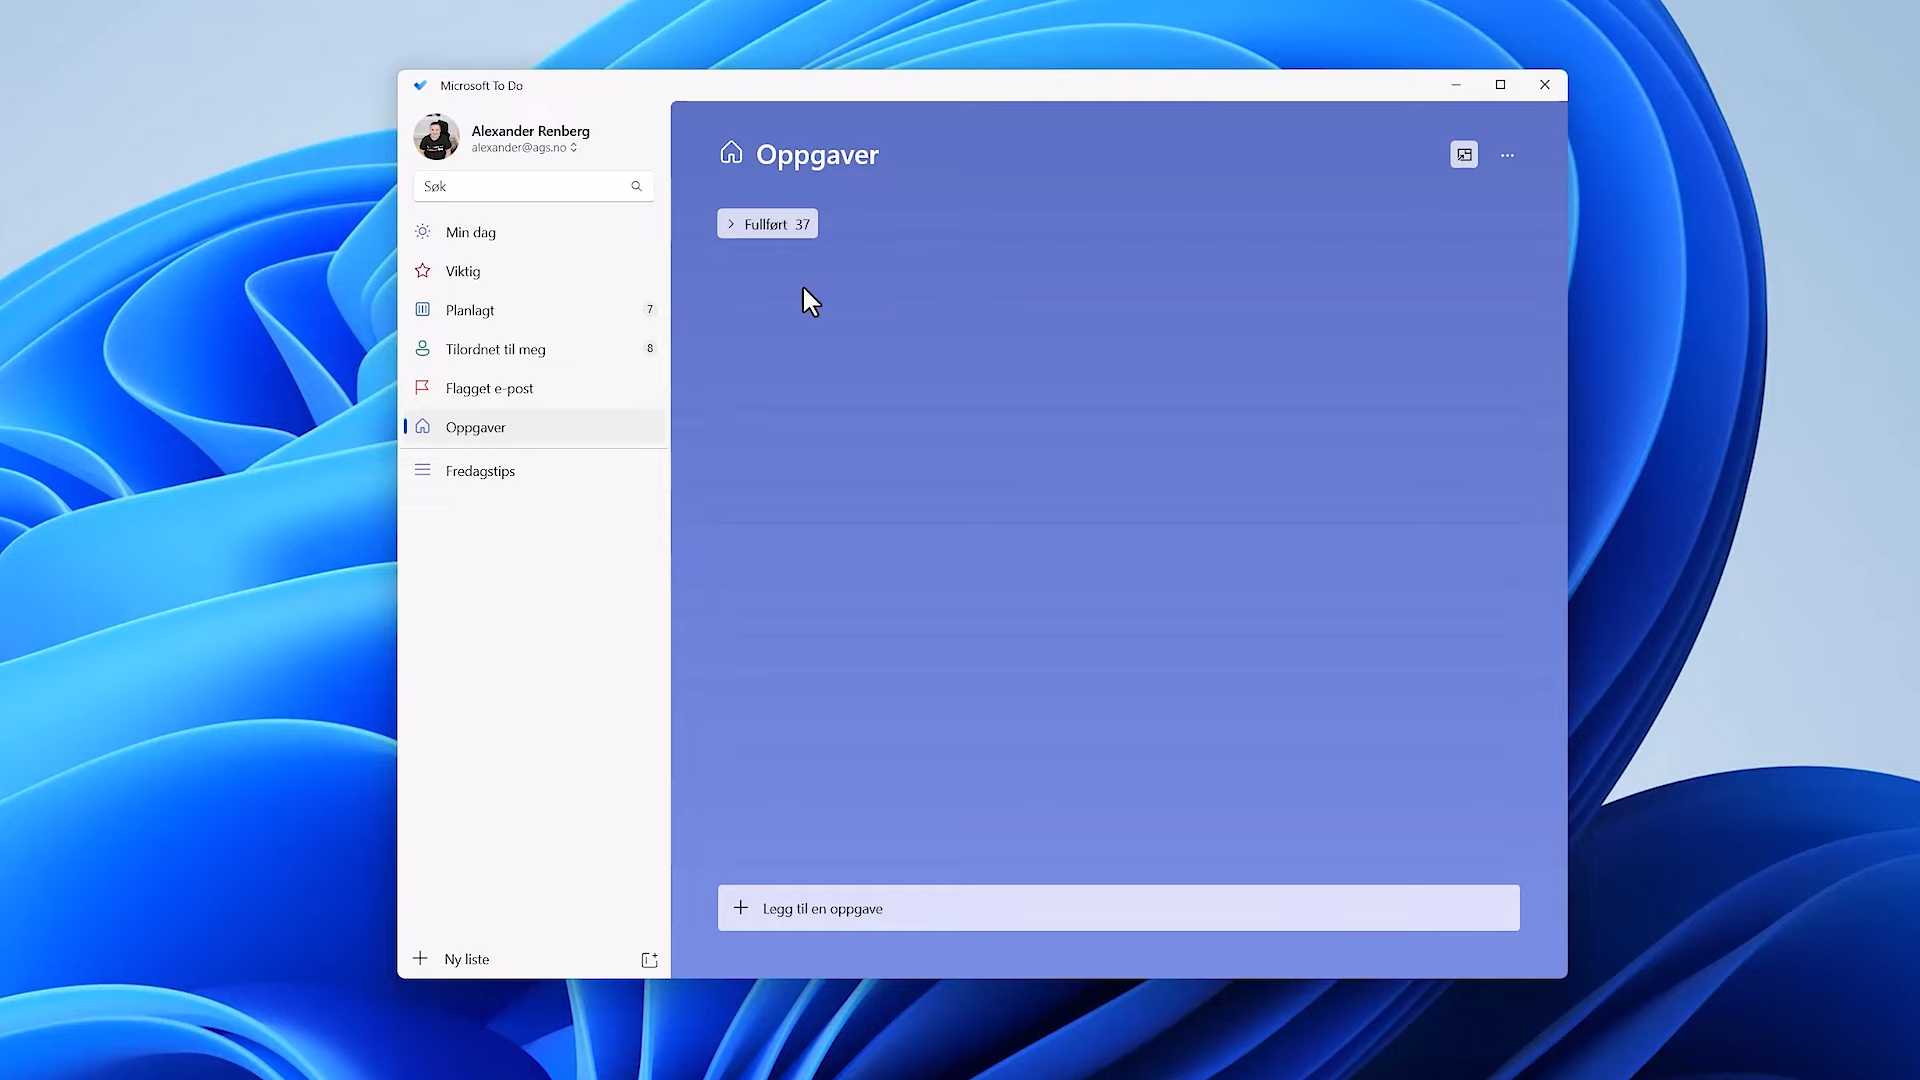 Microsoft To Do
Alexander Renberg
alexander@ags.no
Søk
Min dag
Viktig
Planlagt 7
Tilordnet til meg 8
Flagget e-post
Oppgaver
Fredagstips
Ny liste
Oppgaver
Fullført 37
Legg til en oppgave